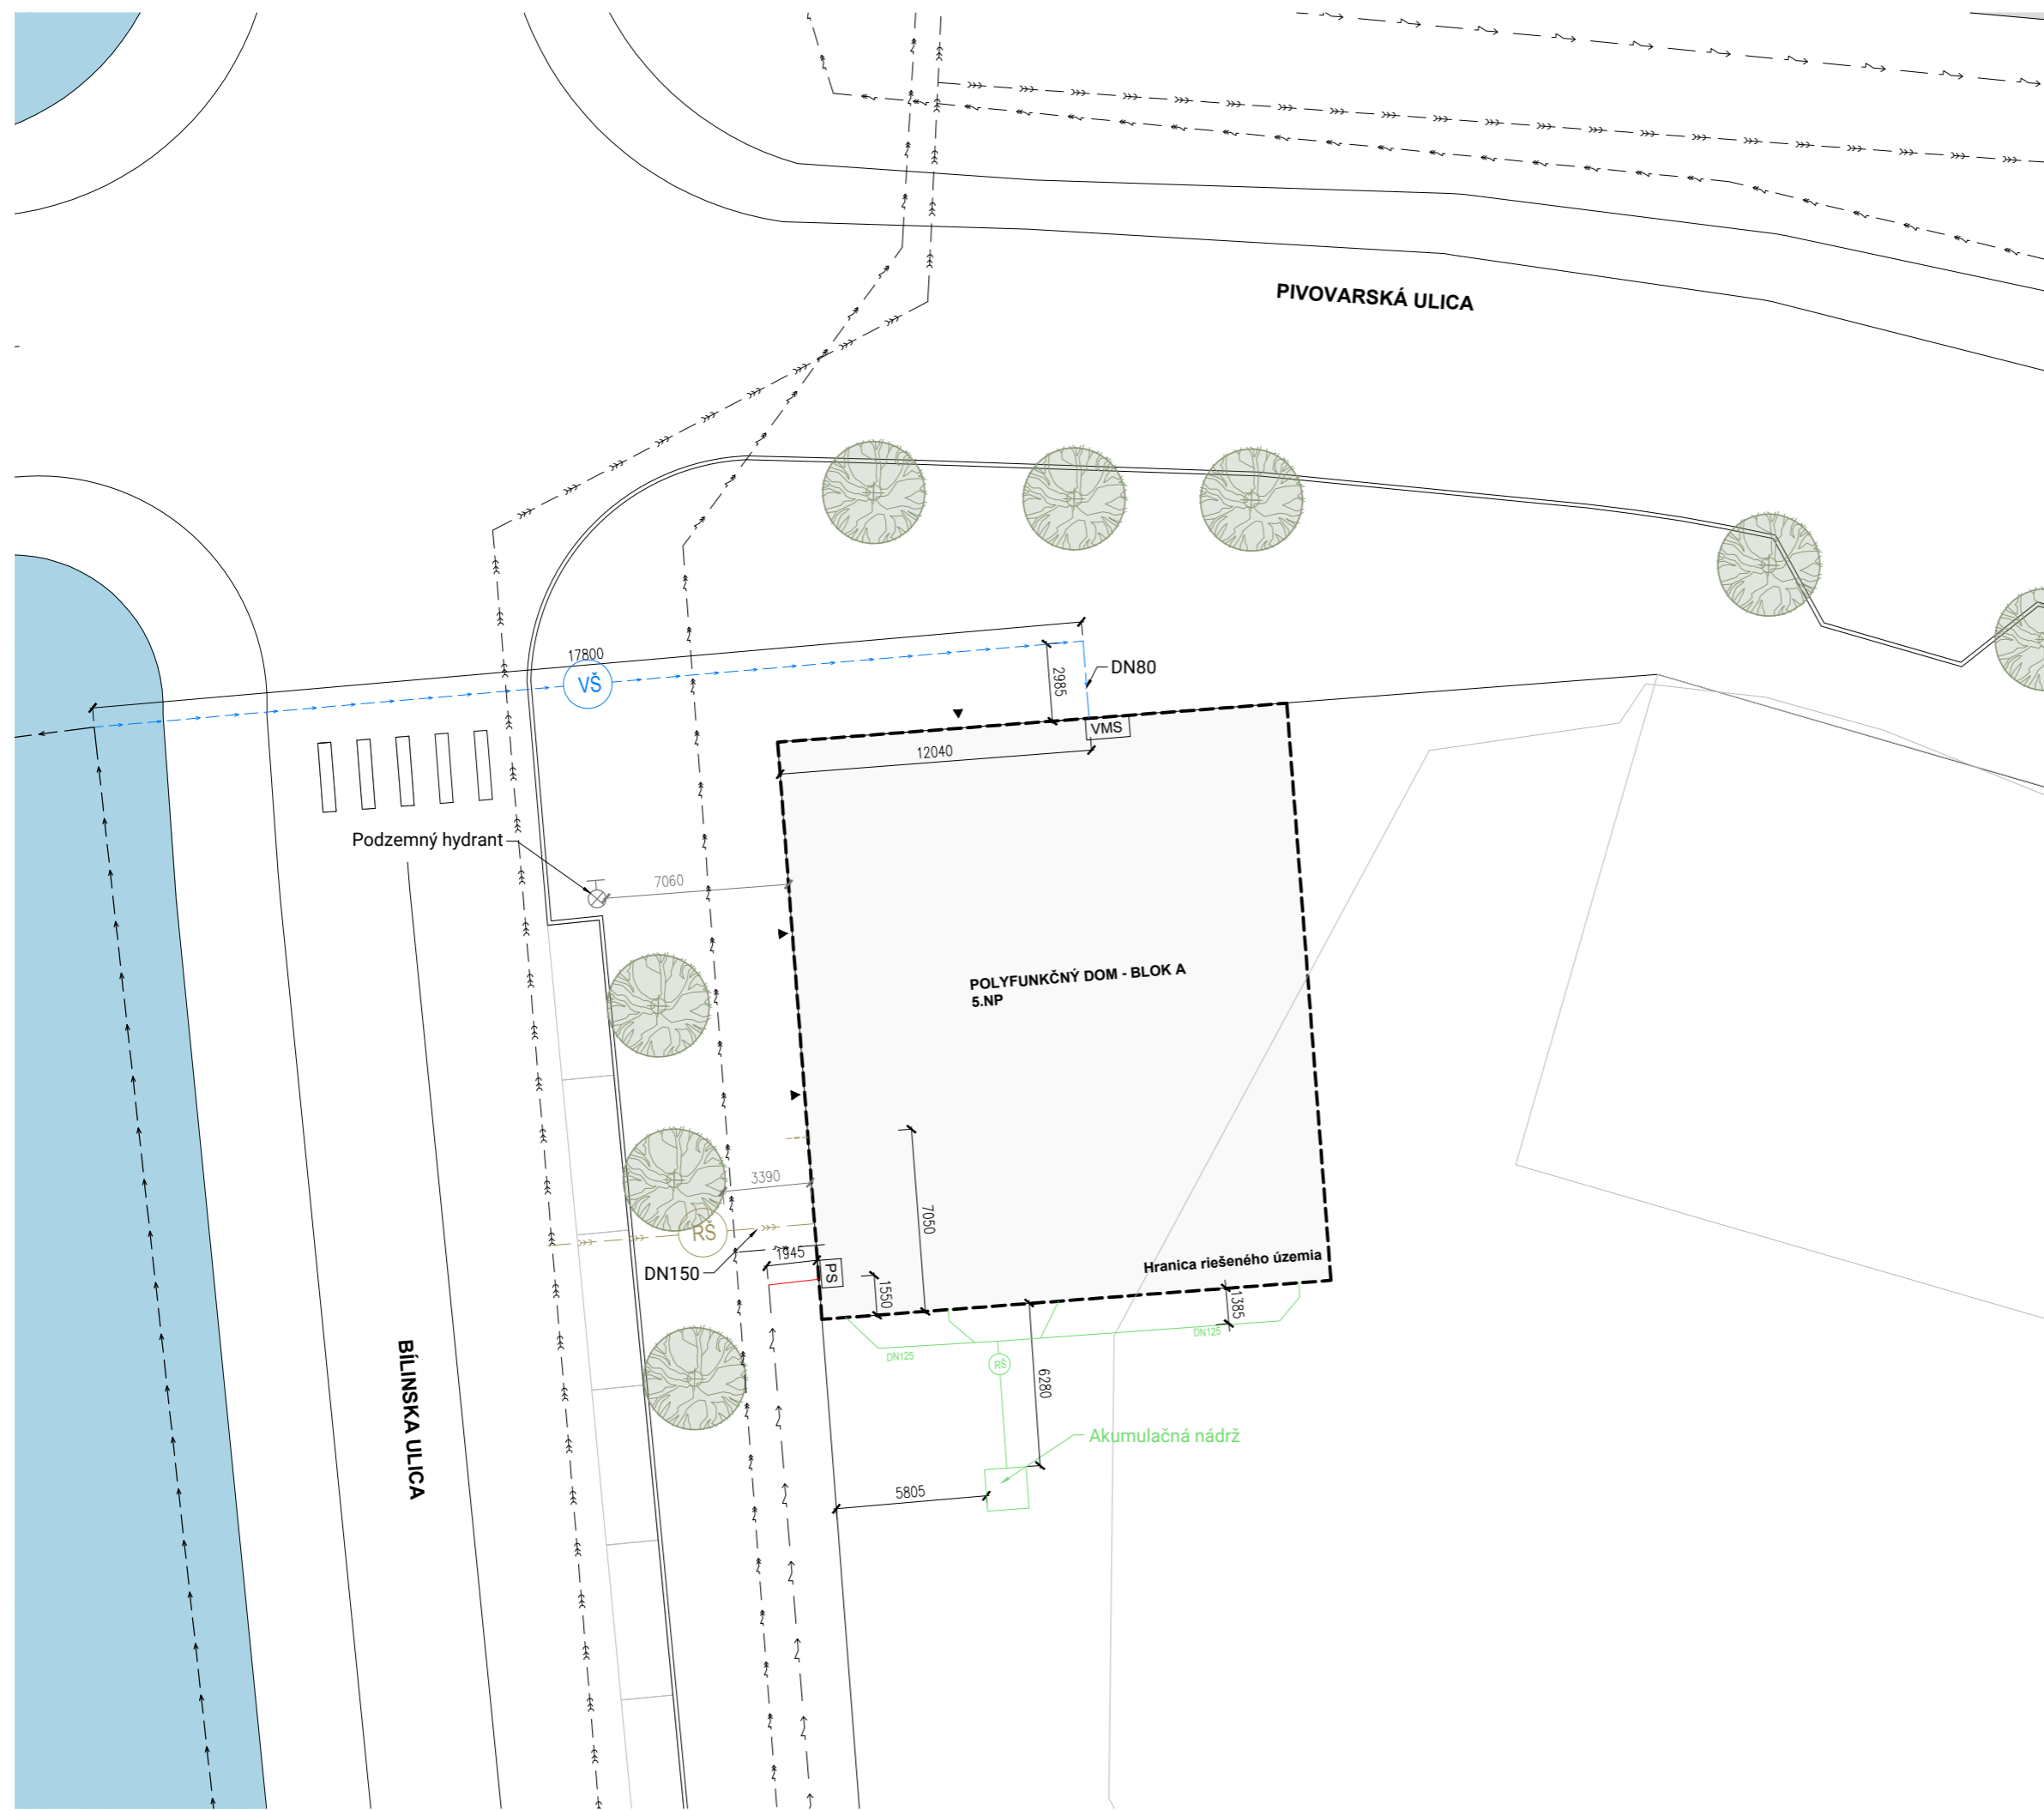 PIVOVARSKÁ ULICA
17800
VŠ
2985
DN80
VMS
12040
Podzemný hydrant
7060
POLYFUNKČNÝ DOM - BLOK A
5.NP
3390
7050
RŠ
1945
DN150
PS
1550
Hranica riešeného územia
1385
DN125
DN125
RŠ
6280
BÍLINSKA ULICA
Akumulačná nádrž
5805